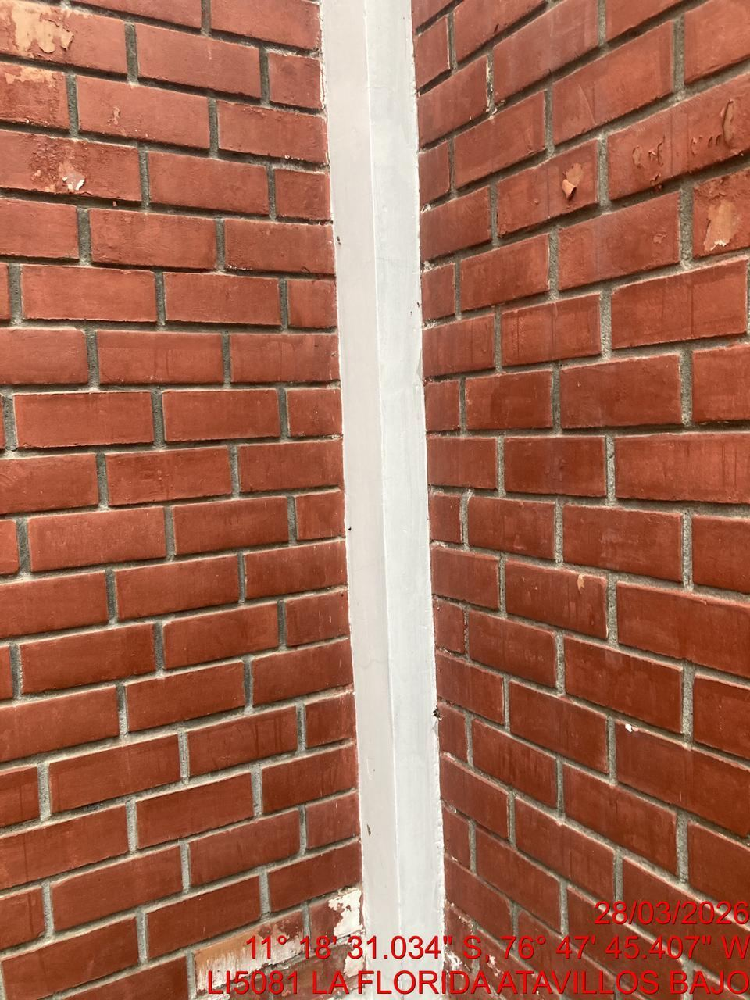 28/03/2026
11° 18' 31.034" S, 76° 47' 45.407" W
LI5081 LA FLORIDA ATAVILLOS BAJO